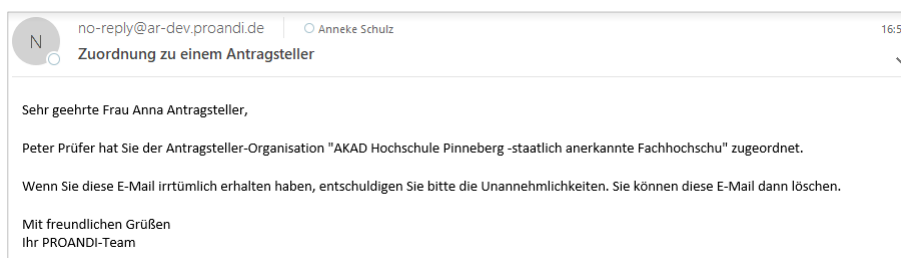 N
no-reply@ar-dev.proandi.de Anneke Schulz
16:5
Zuordnung zu einem Antragsteller
Sehr geehrte Frau Anna Antragsteller,
Peter Prüfer hat Sie der Antragsteller-Organisation "AKAD Hochschule Pinneberg -staatlich anerkannte Fachhochschu" zugeordnet.
Wenn Sie diese E-Mail irrtümlich erhalten haben, entschuldigen Sie bitte die Unannehmlichkeiten. Sie können diese E-Mail dann löschen.
Mit freundlichen Grüßen
Ihr PROANDI-Team